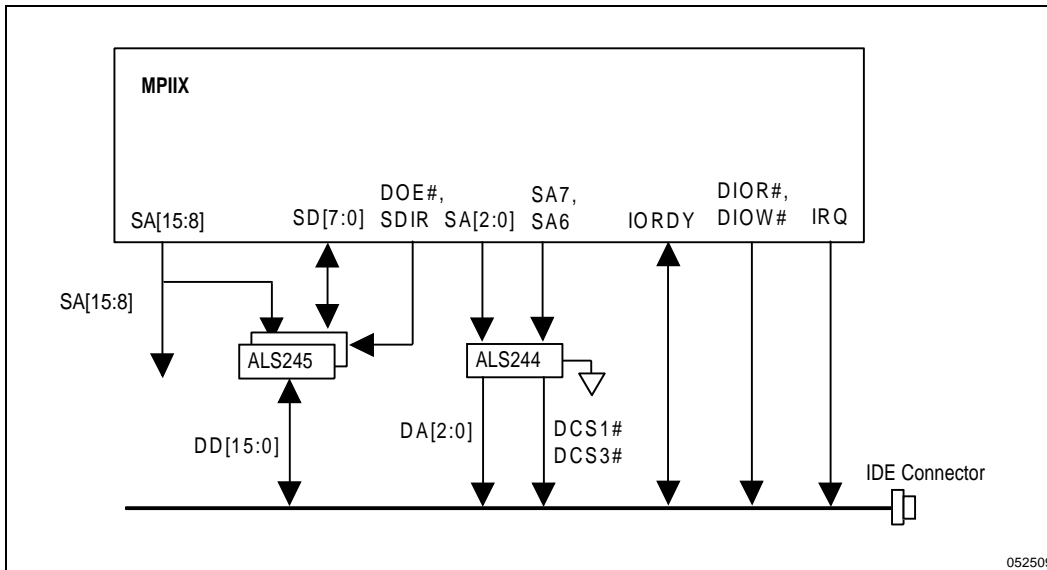 MPIIX
SA[15:8]
SD[7:0]
DOE#,
SDIR
SA[2:0]
SA7,
SA6
IORDY
DIOR#,
DIOW#
IRQ
SA[15:8]
ALS245
ALS244
DD[15:0]
DA[2:0]
DCS1#
DCS3#
IDE Connector
052509